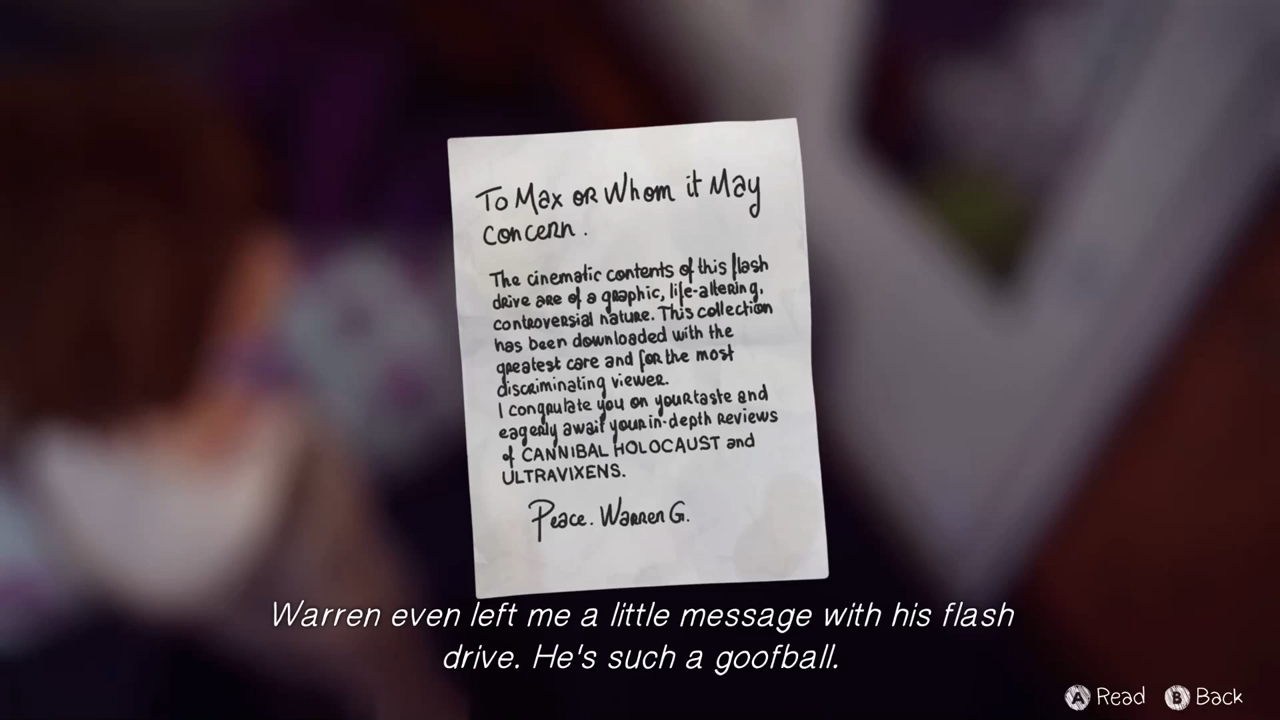 To Max or Whom it May
Concern.
The cinematic contents of this flash
drive are of a graphic, life-altering,
controversial nature. This collection
has been downloaded with the
greatest care and for the most
discriminating viewer.
I congrulate you on your taste and
eagerly await your in-depth reviews
of CANNIBAL HOLOCAUST and
ULTRAVIXENS.
Peace. Warren G.
Warren even left me a little message with his flash
drive. He's such a goofball.
A Read B Back